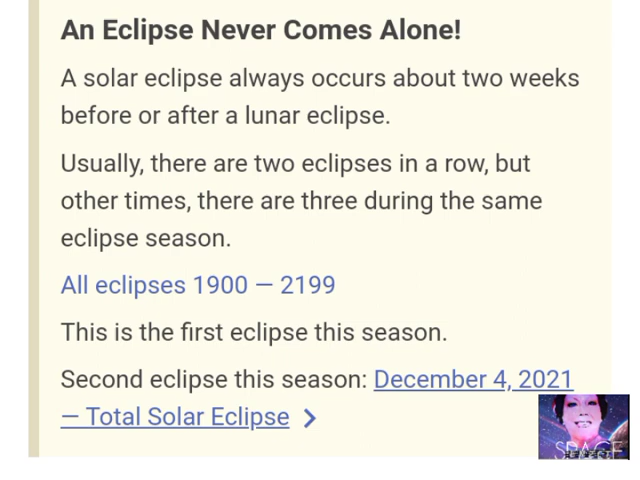 An Eclipse Never Comes Alone!
A solar eclipse always occurs about two weeks
before or after a lunar eclipse.
Usually, there are two eclipses in a row, but
other times, there are three during the same
eclipse season.
All eclipses 1900 — 2199
This is the first eclipse this season.
Second eclipse this season: December 4, 2021
— Total Solar Eclipse
SPACE